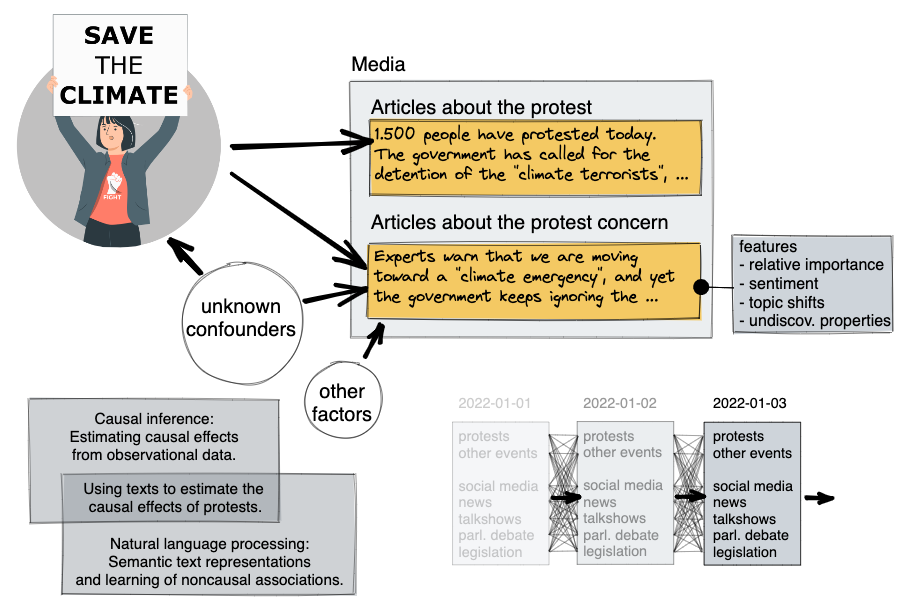 SAVE
THE
CLIMATE
FIGHT
Media
Articles about the protest
1.500 people have protested today.
The government has called for the
detention of the "climate terrorists", ...
Articles about the protest concern
Experts warn that we are moving
toward a "climate emergency", and yet
the government keeps ignoring the ...
features
- relative importance
- sentiment
- topic shifts
- undiscov. properties
unknown
confounders
other
factors
Causal inference:
Estimating causal effects
from observational data.
Using texts to estimate the
causal effects of protests.
Natural language processing:
Semantic text representations
and learning of noncausal associations.
2022-01-01
protests
other events
social media
news
talkshows
parl. debate
legislation
2022-01-02
protests
other events
social media
news
talkshows
parl. debate
legislation
2022-01-03
protests
other events
social media
news
talkshows
parl. debate
legislation